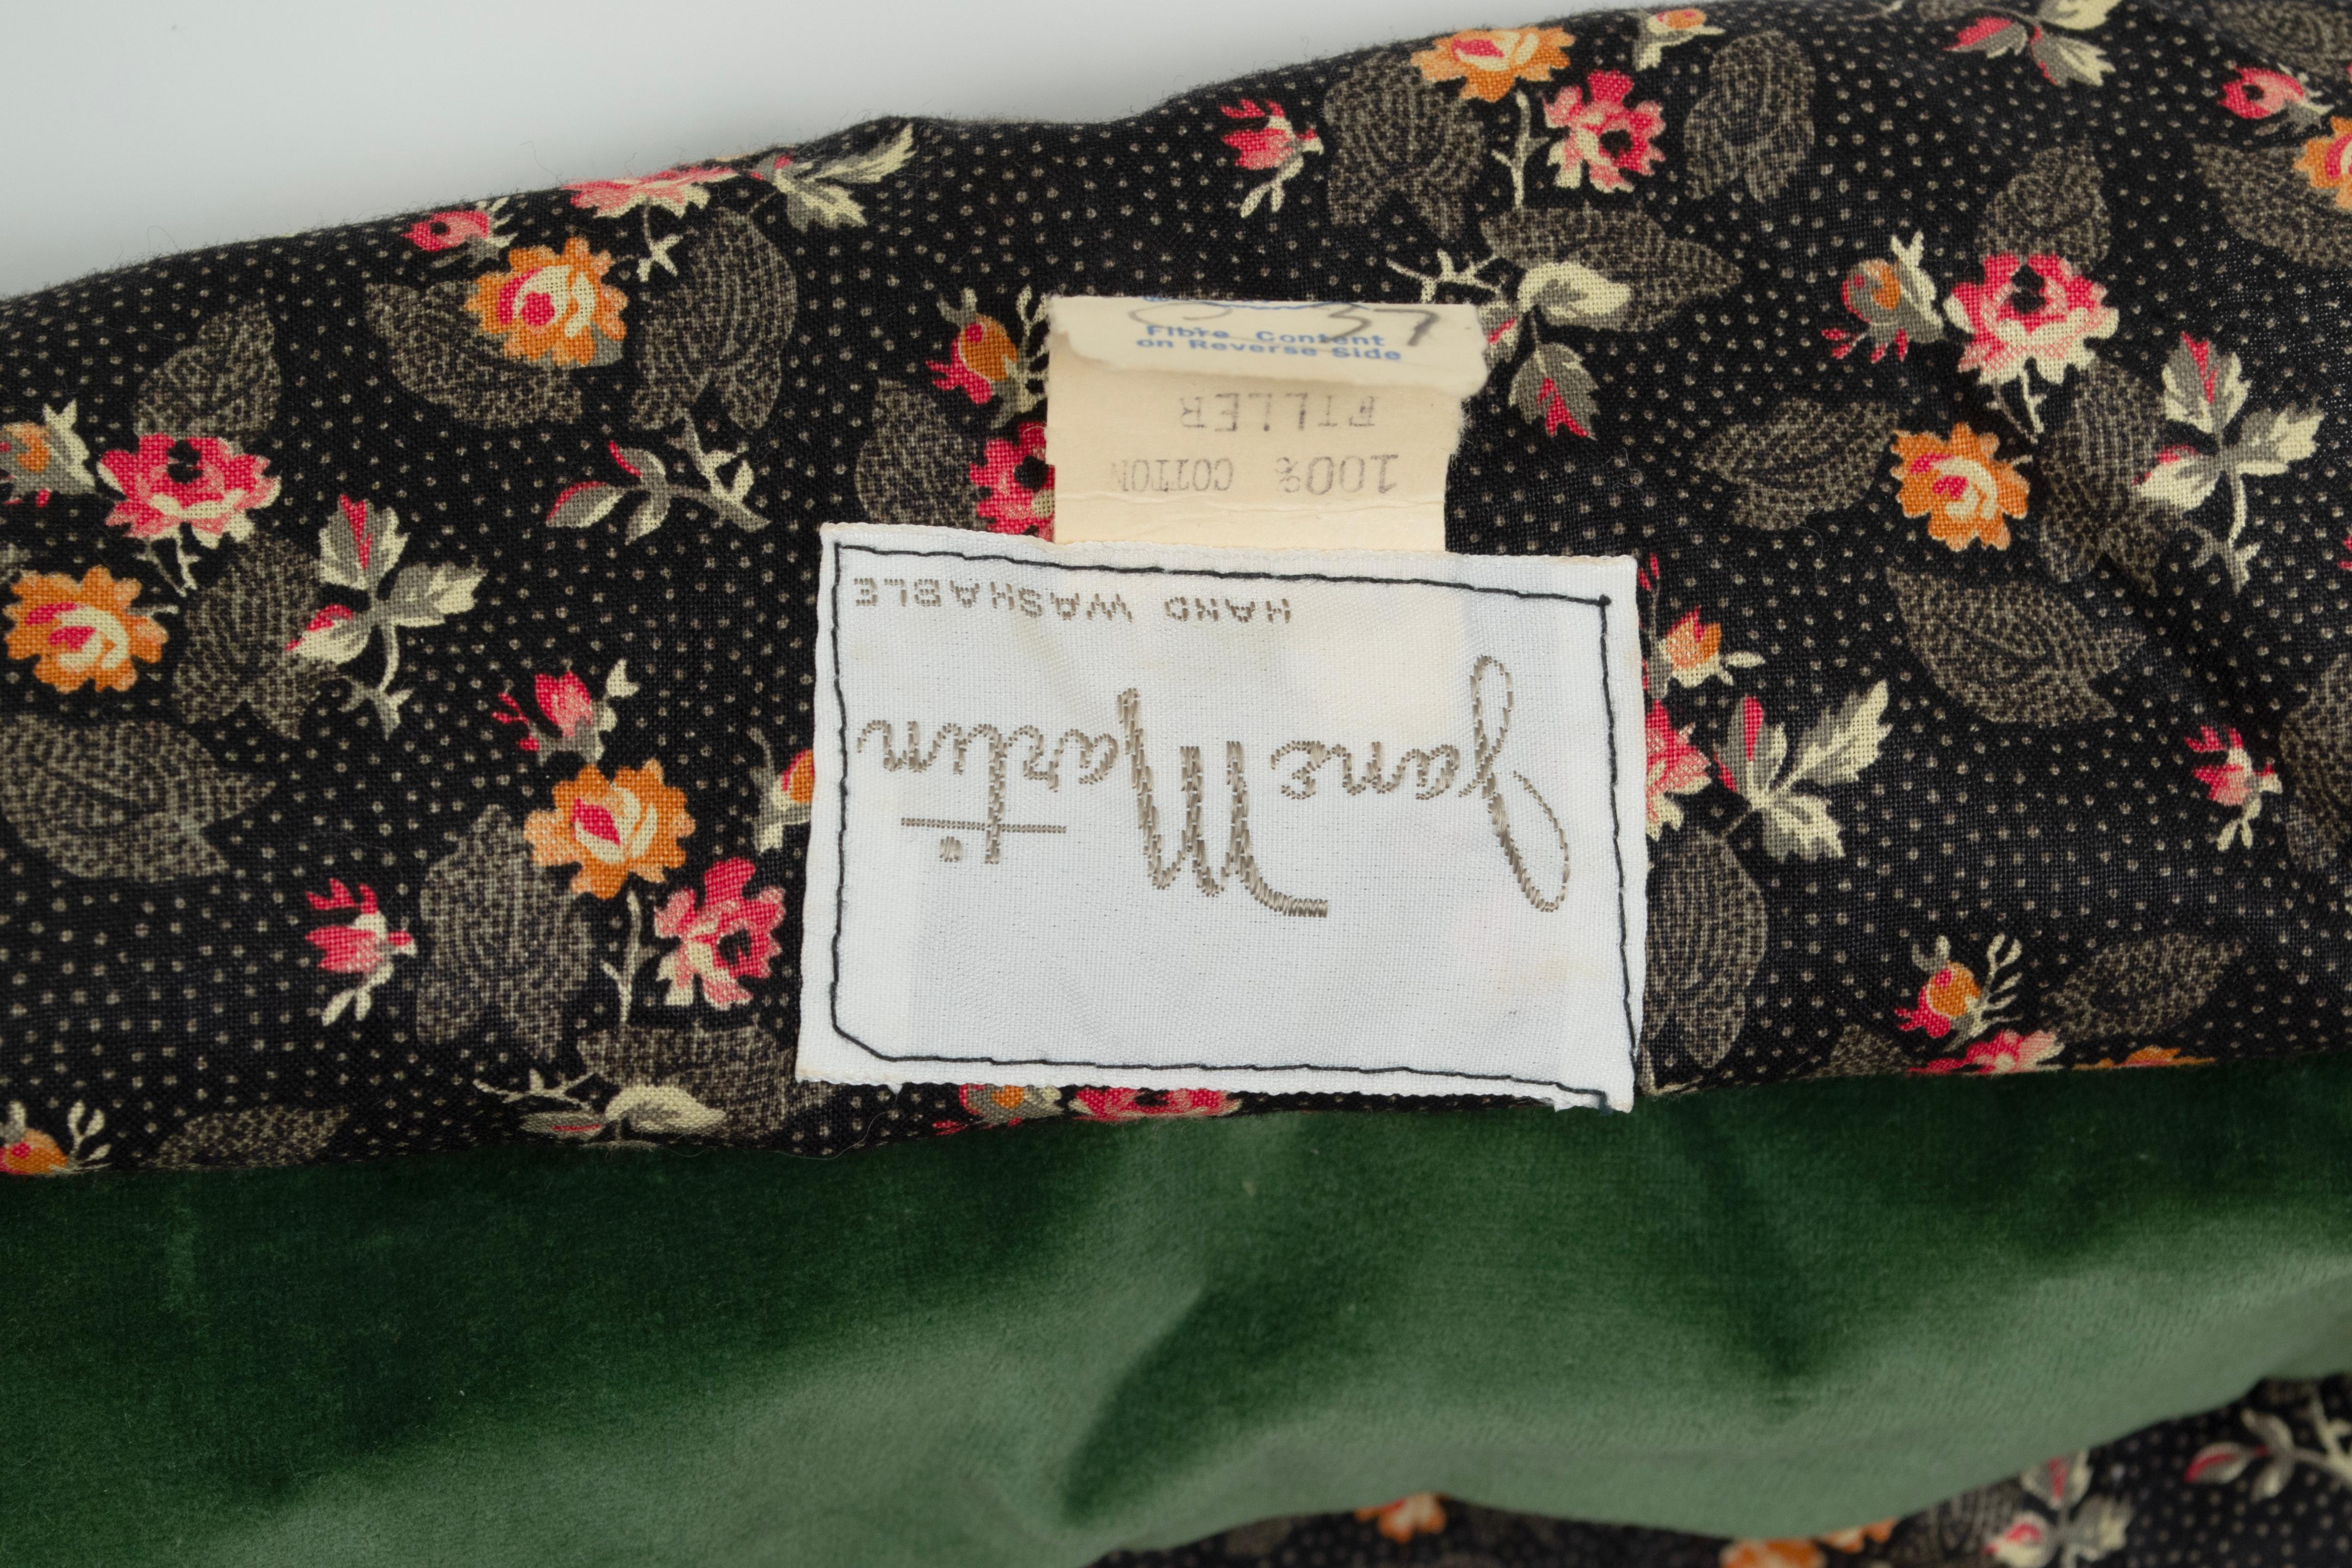 Fibre Content
on Reverse Side
100% COTTON
FILLER
Jane Martin
HAND WASHABLE